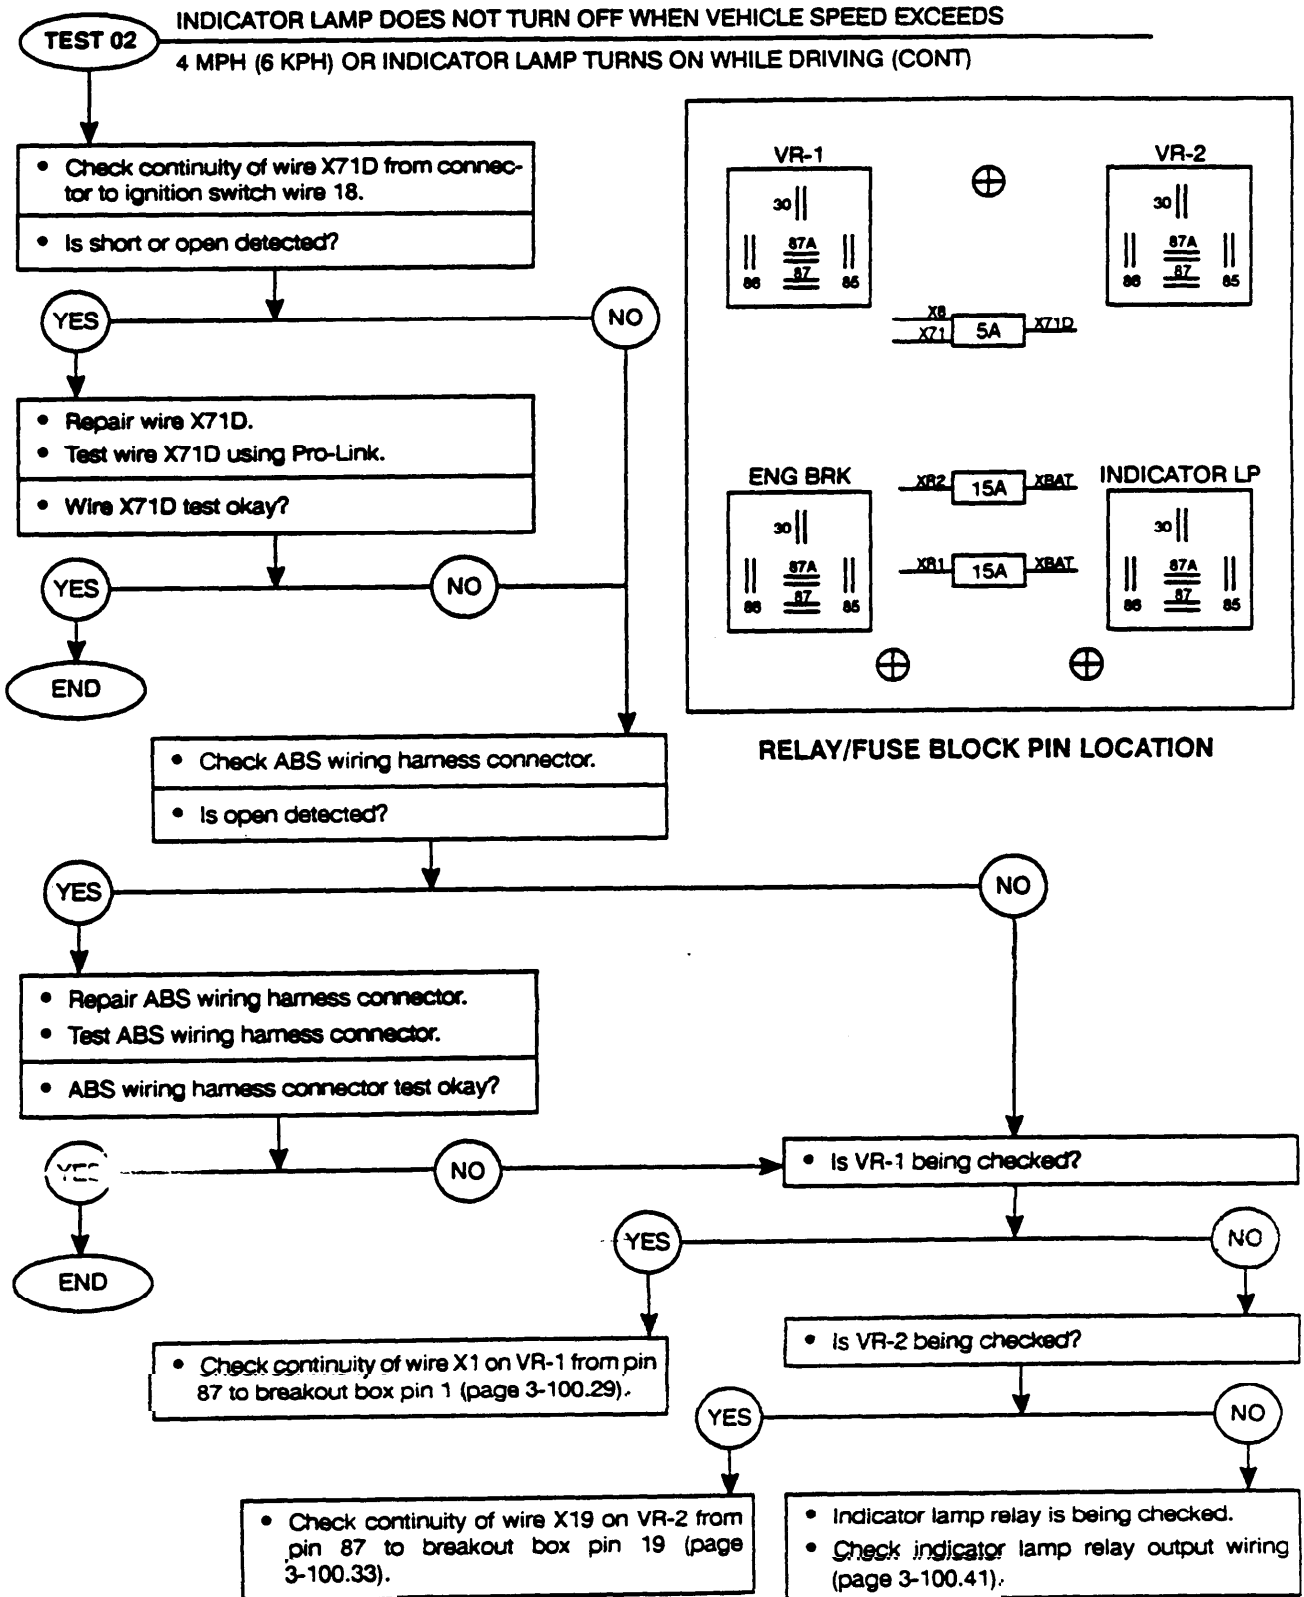 TEST 02
INDICATOR LAMP DOES NOT TURN OFF WHEN VEHICLE SPEED EXCEEDS
4 MPH (6 KPH) OR INDICATOR LAMP TURNS ON WHILE DRIVING (CONT)
• Check continuity of wire X71D from connec-
tor to ignition switch wire 18.
• Is short or open detected?
YES
NO
• Repair wire X71D.
• Test wire X71D using Pro-Link.
• Wire X71D test okay?
YES
NO
END
VR-1
30
87A
87
86
85
VR-2
30
87A
87
86
85
X8
X71
5A
X71D
ENG BRK
30
87A
87
86
85
XR2
15A
XBAT
XR1
15A
XBAT
INDICATOR LP
30
87A
87
86
85
RELAY/FUSE BLOCK PIN LOCATION
• Check ABS wiring harness connector.
• Is open detected?
YES
NO
• Repair ABS wiring harness connector.
• Test ABS wiring harness connector.
• ABS wiring harness connector test okay?
YES
NO
END
• Is VR-1 being checked?
YES
NO
• Check continuity of wire X1 on VR-1 from pin
87 to breakout box pin 1 (page 3-100.29).
• Is VR-2 being checked?
YES
NO
• Check continuity of wire X19 on VR-2 from
pin 87 to breakout box pin 19 (page
3-100.33).
• Indicator lamp relay is being checked.
• Check indicator lamp relay output wiring
(page 3-100.41).